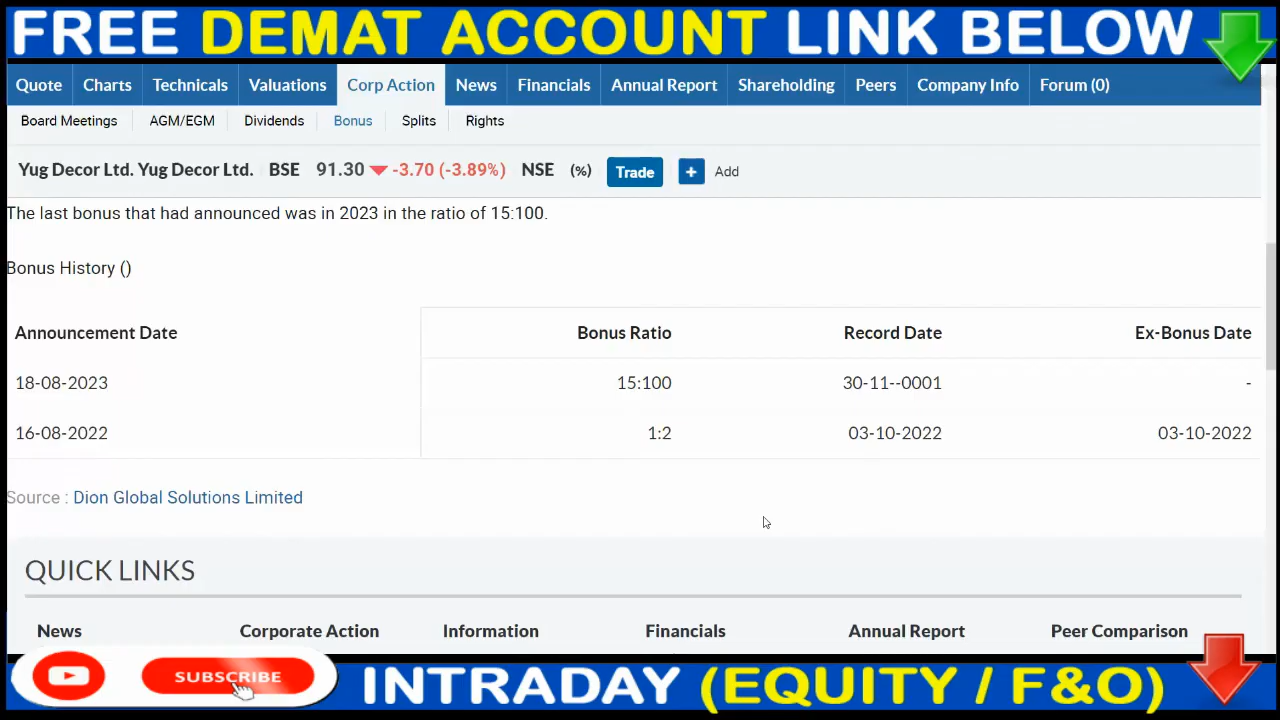 FREE DEMAT ACCOUNT LINK BELOW
Quote Charts Technicals Valuations Corp Action News Financials Annual Report Shareholding Peers Company Info Forum (0)
Board Meetings AGM/EGM Dividends Bonus Splits Rights
Yug Decor Ltd. Yug Decor Ltd. BSE 91.30 -3.70 (-3.89%) NSE (%) Trade + Add
The last bonus that had announced was in 2023 in the ratio of 15:100.
Bonus History ()
Announcement Date Bonus Ratio Record Date Ex-Bonus Date
18-08-2023 15:100 30-11--0001 -
16-08-2022 1:2 03-10-2022 03-10-2022
Source : Dion Global Solutions Limited
QUICK LINKS
News Corporate Action Information Financials Annual Report Peer Comparison
SUBSCRIBE
INTRADAY (EQUITY / F&O)